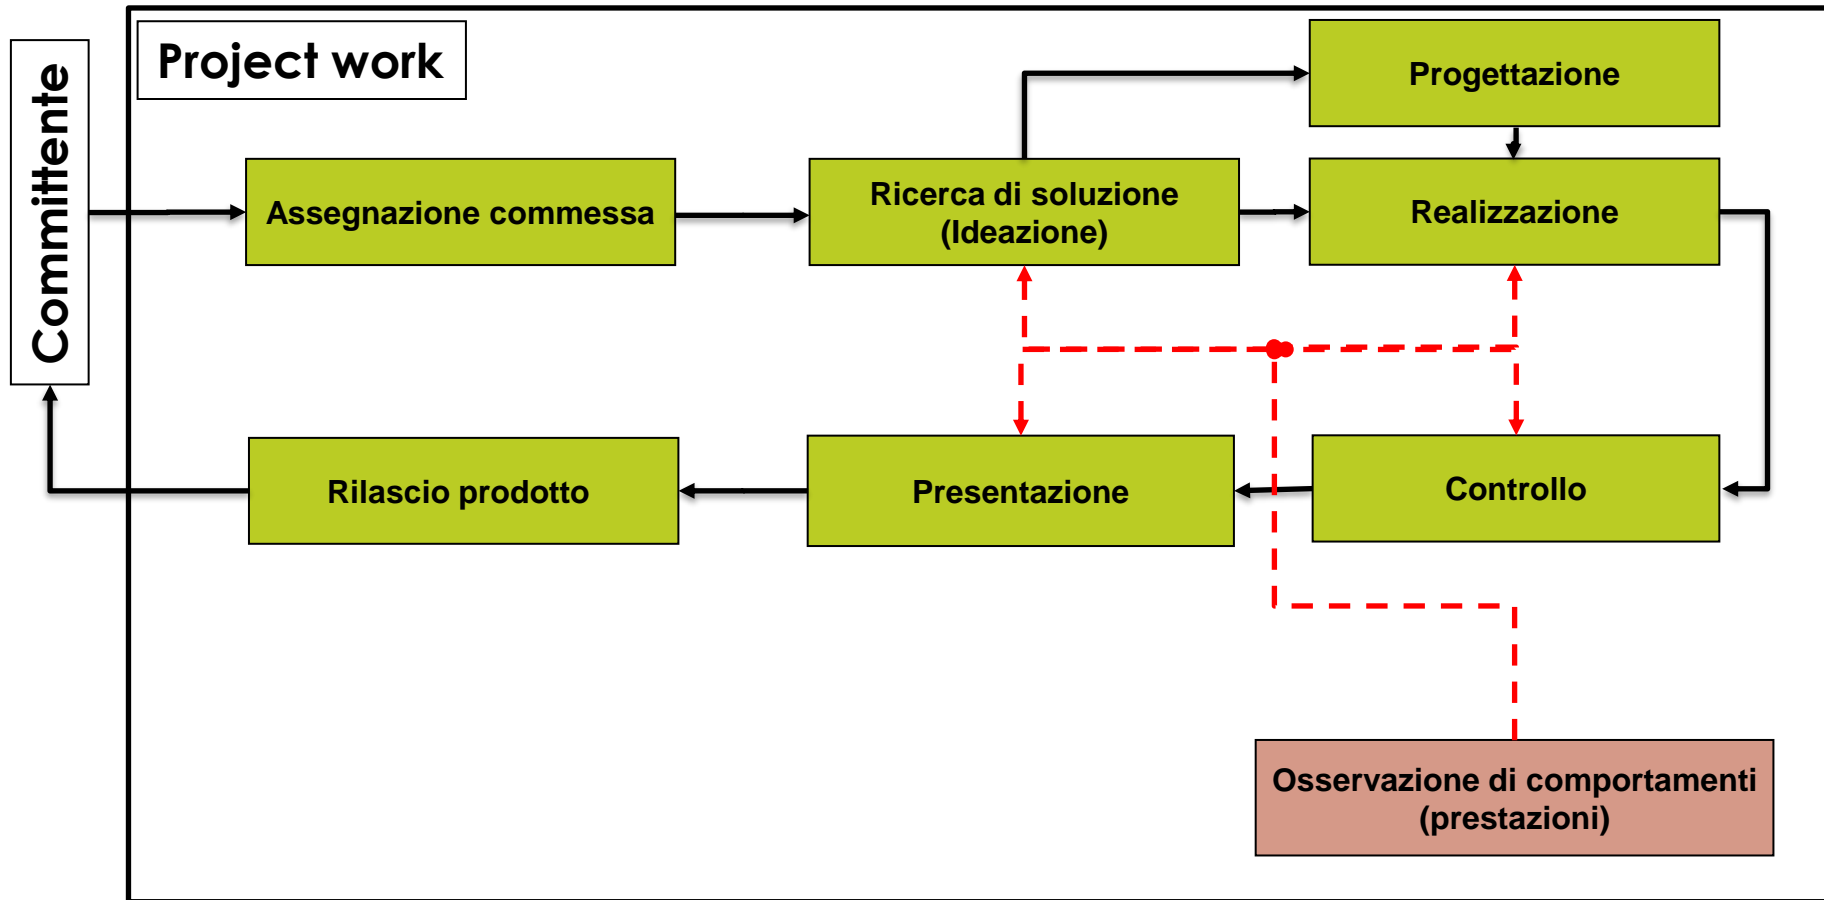 Committente
Project work
Progettazione
Assegnazione commessa
Ricerca di soluzione
(Ideazione)
Realizzazione
Rilascio prodotto
Presentazione
Controllo
Osservazione di comportamenti
(prestazioni)